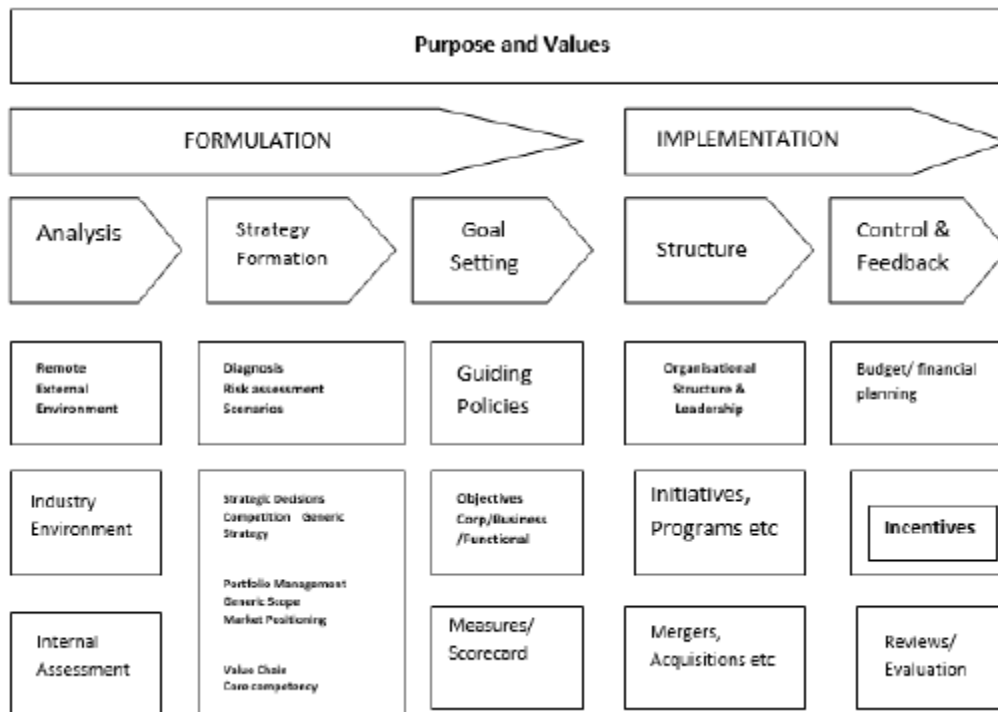 Purpose and Values
FORMULATION
IMPLEMENTATION
Analysis
Strategy
Formation
Goal
Setting
Structure
Control &
Feedback
Remote
External
Environment
Diagnosis
Risk assessment
Scenarios
Guiding
Policies
Organisational
Structure &
Leadership
Budget/ financial
planning
Industry
Environment
Strategic Decisions
Competition Generic
Strategy
Portfolio Management
Generic Scope
Market Positioning
Value Chain
Core competency
Objectives
Corp/Business
/Functional
Initiatives,
Programs etc
Incentives
Internal
Assessment
Measures/
Scorecord
Mergers,
Acquisitions etc
Reviews/
Evaluation